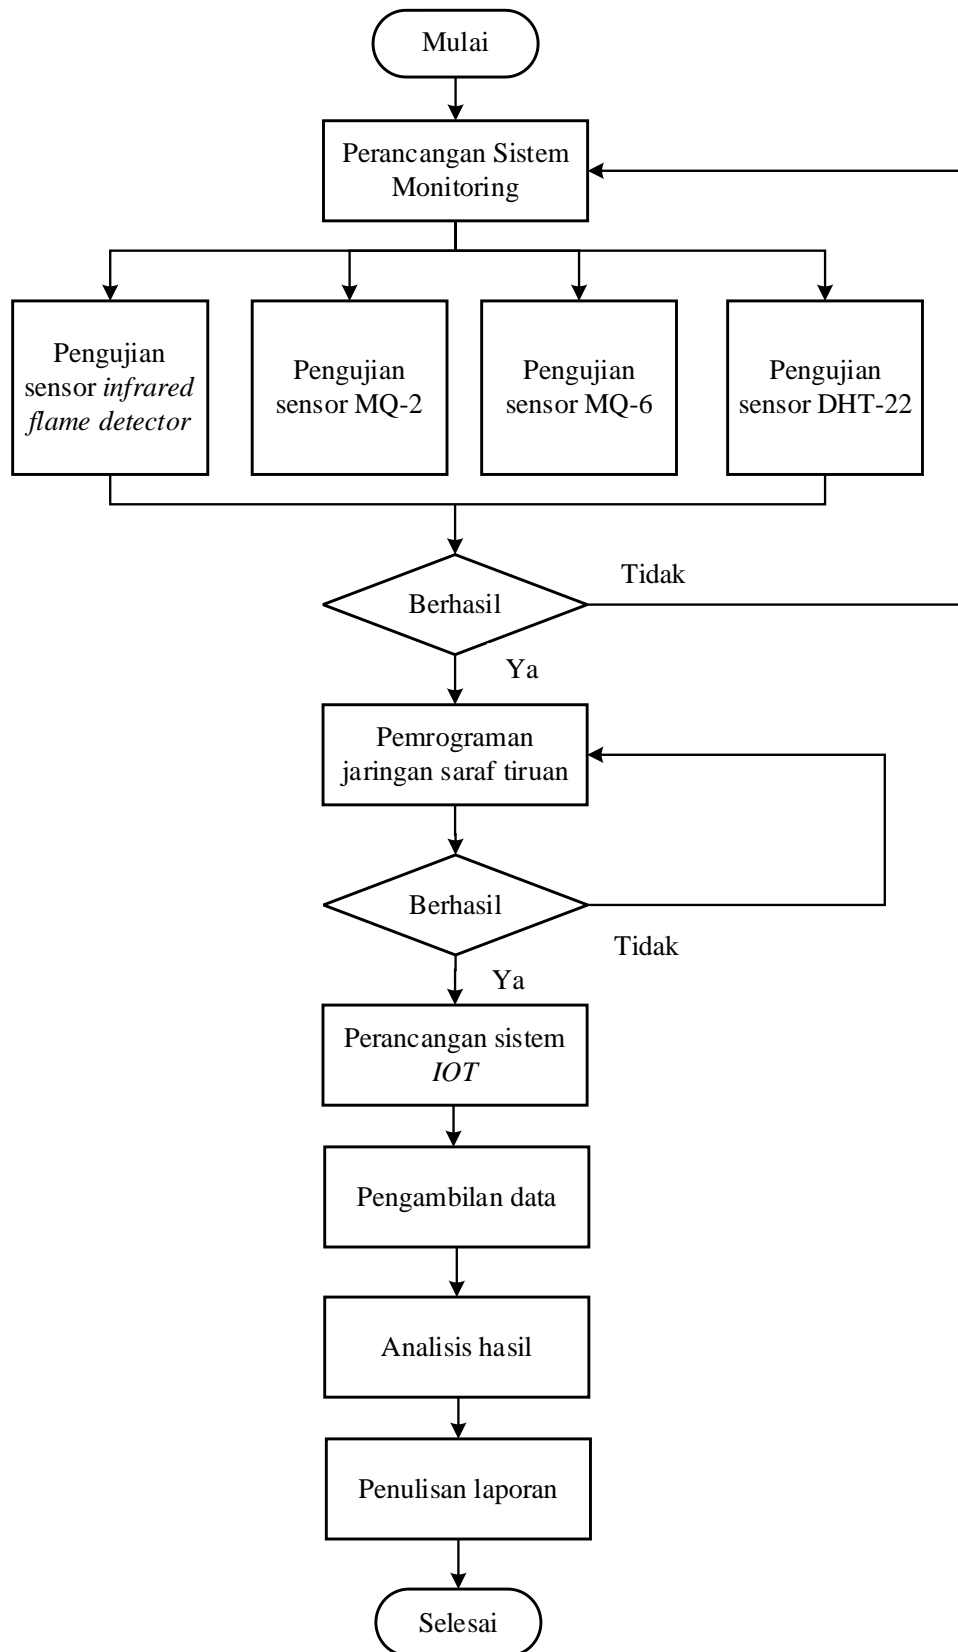 Mulai
Perancangan Sistem
Monitoring
Pengujian
sensor infrared
flame detector
Pengujian
sensor MQ-2
Pengujian
sensor MQ-6
Pengujian
sensor DHT-22
Berhasil
Tidak
Ya
Pemrograman
jaringan saraf tiruan
Berhasil
Tidak
Ya
Perancangan sistem
IOT
Pengambilan data
Analisis hasil
Penulisan laporan
Selesai